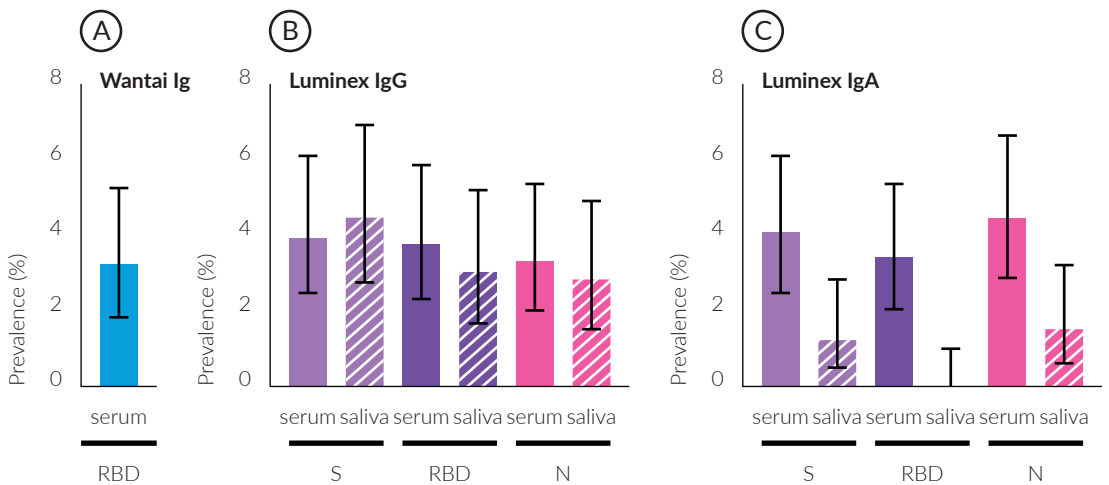 A
Wantai Ig
8
6
4
2
0
Prevalence (%)
serum
RBD
B
Luminex IgG
8
6
4
2
0
Prevalence (%)
serum saliva serum saliva serum saliva
S RBD N
C
Luminex IgA
8
6
4
2
0
Prevalence (%)
serum saliva serum saliva serum saliva
S RBD N